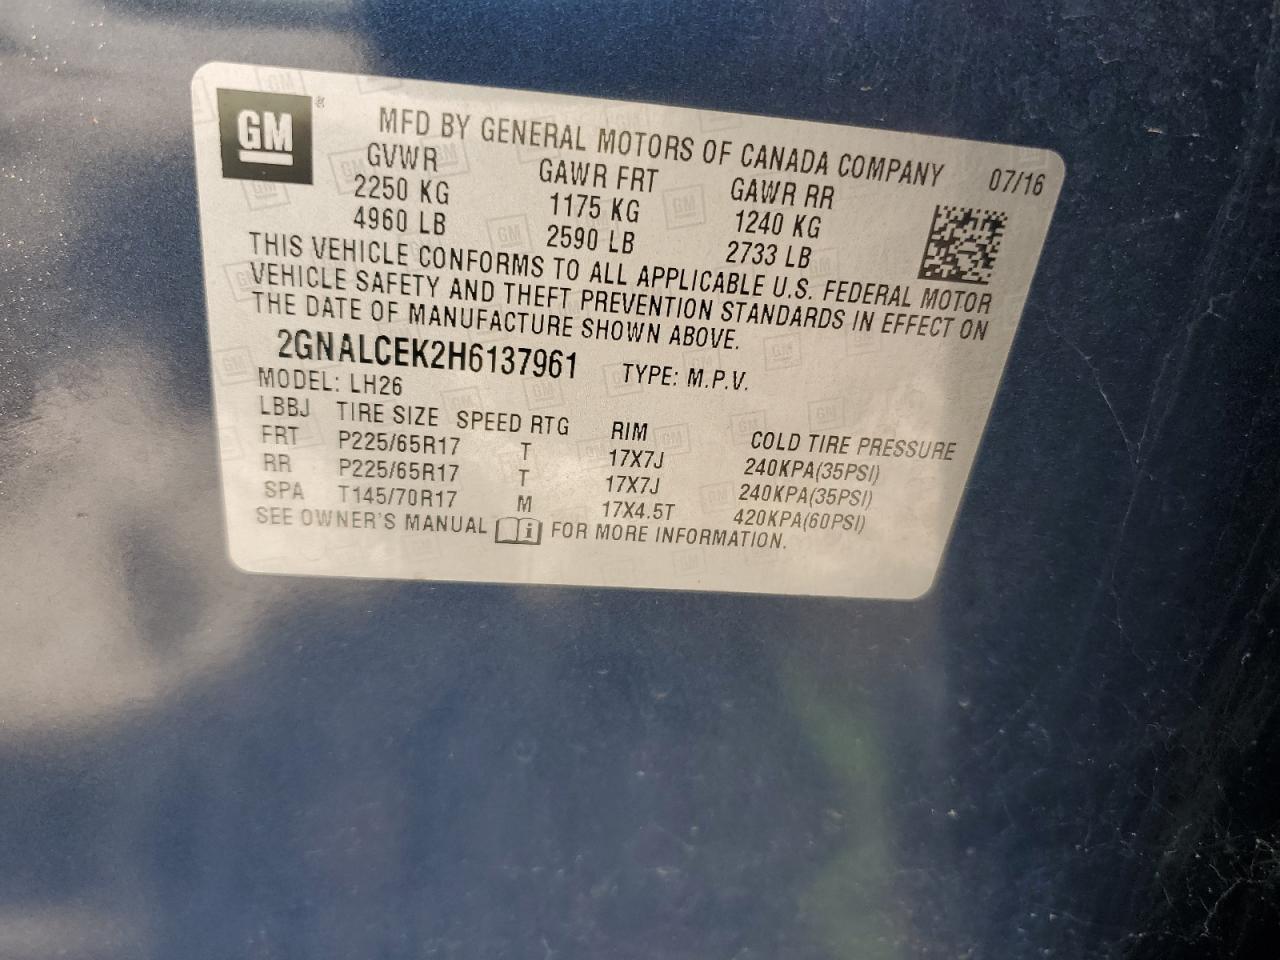 GM ®
MFD BY GENERAL MOTORS OF CANADA COMPANY 07/16
GVWR GAWR FRT GAWR RR
2250 KG 1175 KG 1240 KG
4960 LB 2590 LB 2733 LB
THIS VEHICLE CONFORMS TO ALL APPLICABLE U.S. FEDERAL MOTOR
VEHICLE SAFETY AND THEFT PREVENTION STANDARDS IN EFFECT ON
THE DATE OF MANUFACTURE SHOWN ABOVE.
2GNALCEK2H6137961 TYPE: M.P.V.
MODEL: LH26
LBBJ TIRE SIZE SPEED RTG RIM COLD TIRE PRESSURE
FRT P225/65R17 T 17X7J 240KPA(35PSI)
RR P225/65R17 T 17X7J 240KPA(35PSI)
SPA T145/70R17 M 17X4.5T 420KPA(60PSI)
SEE OWNER'S MANUAL i FOR MORE INFORMATION.